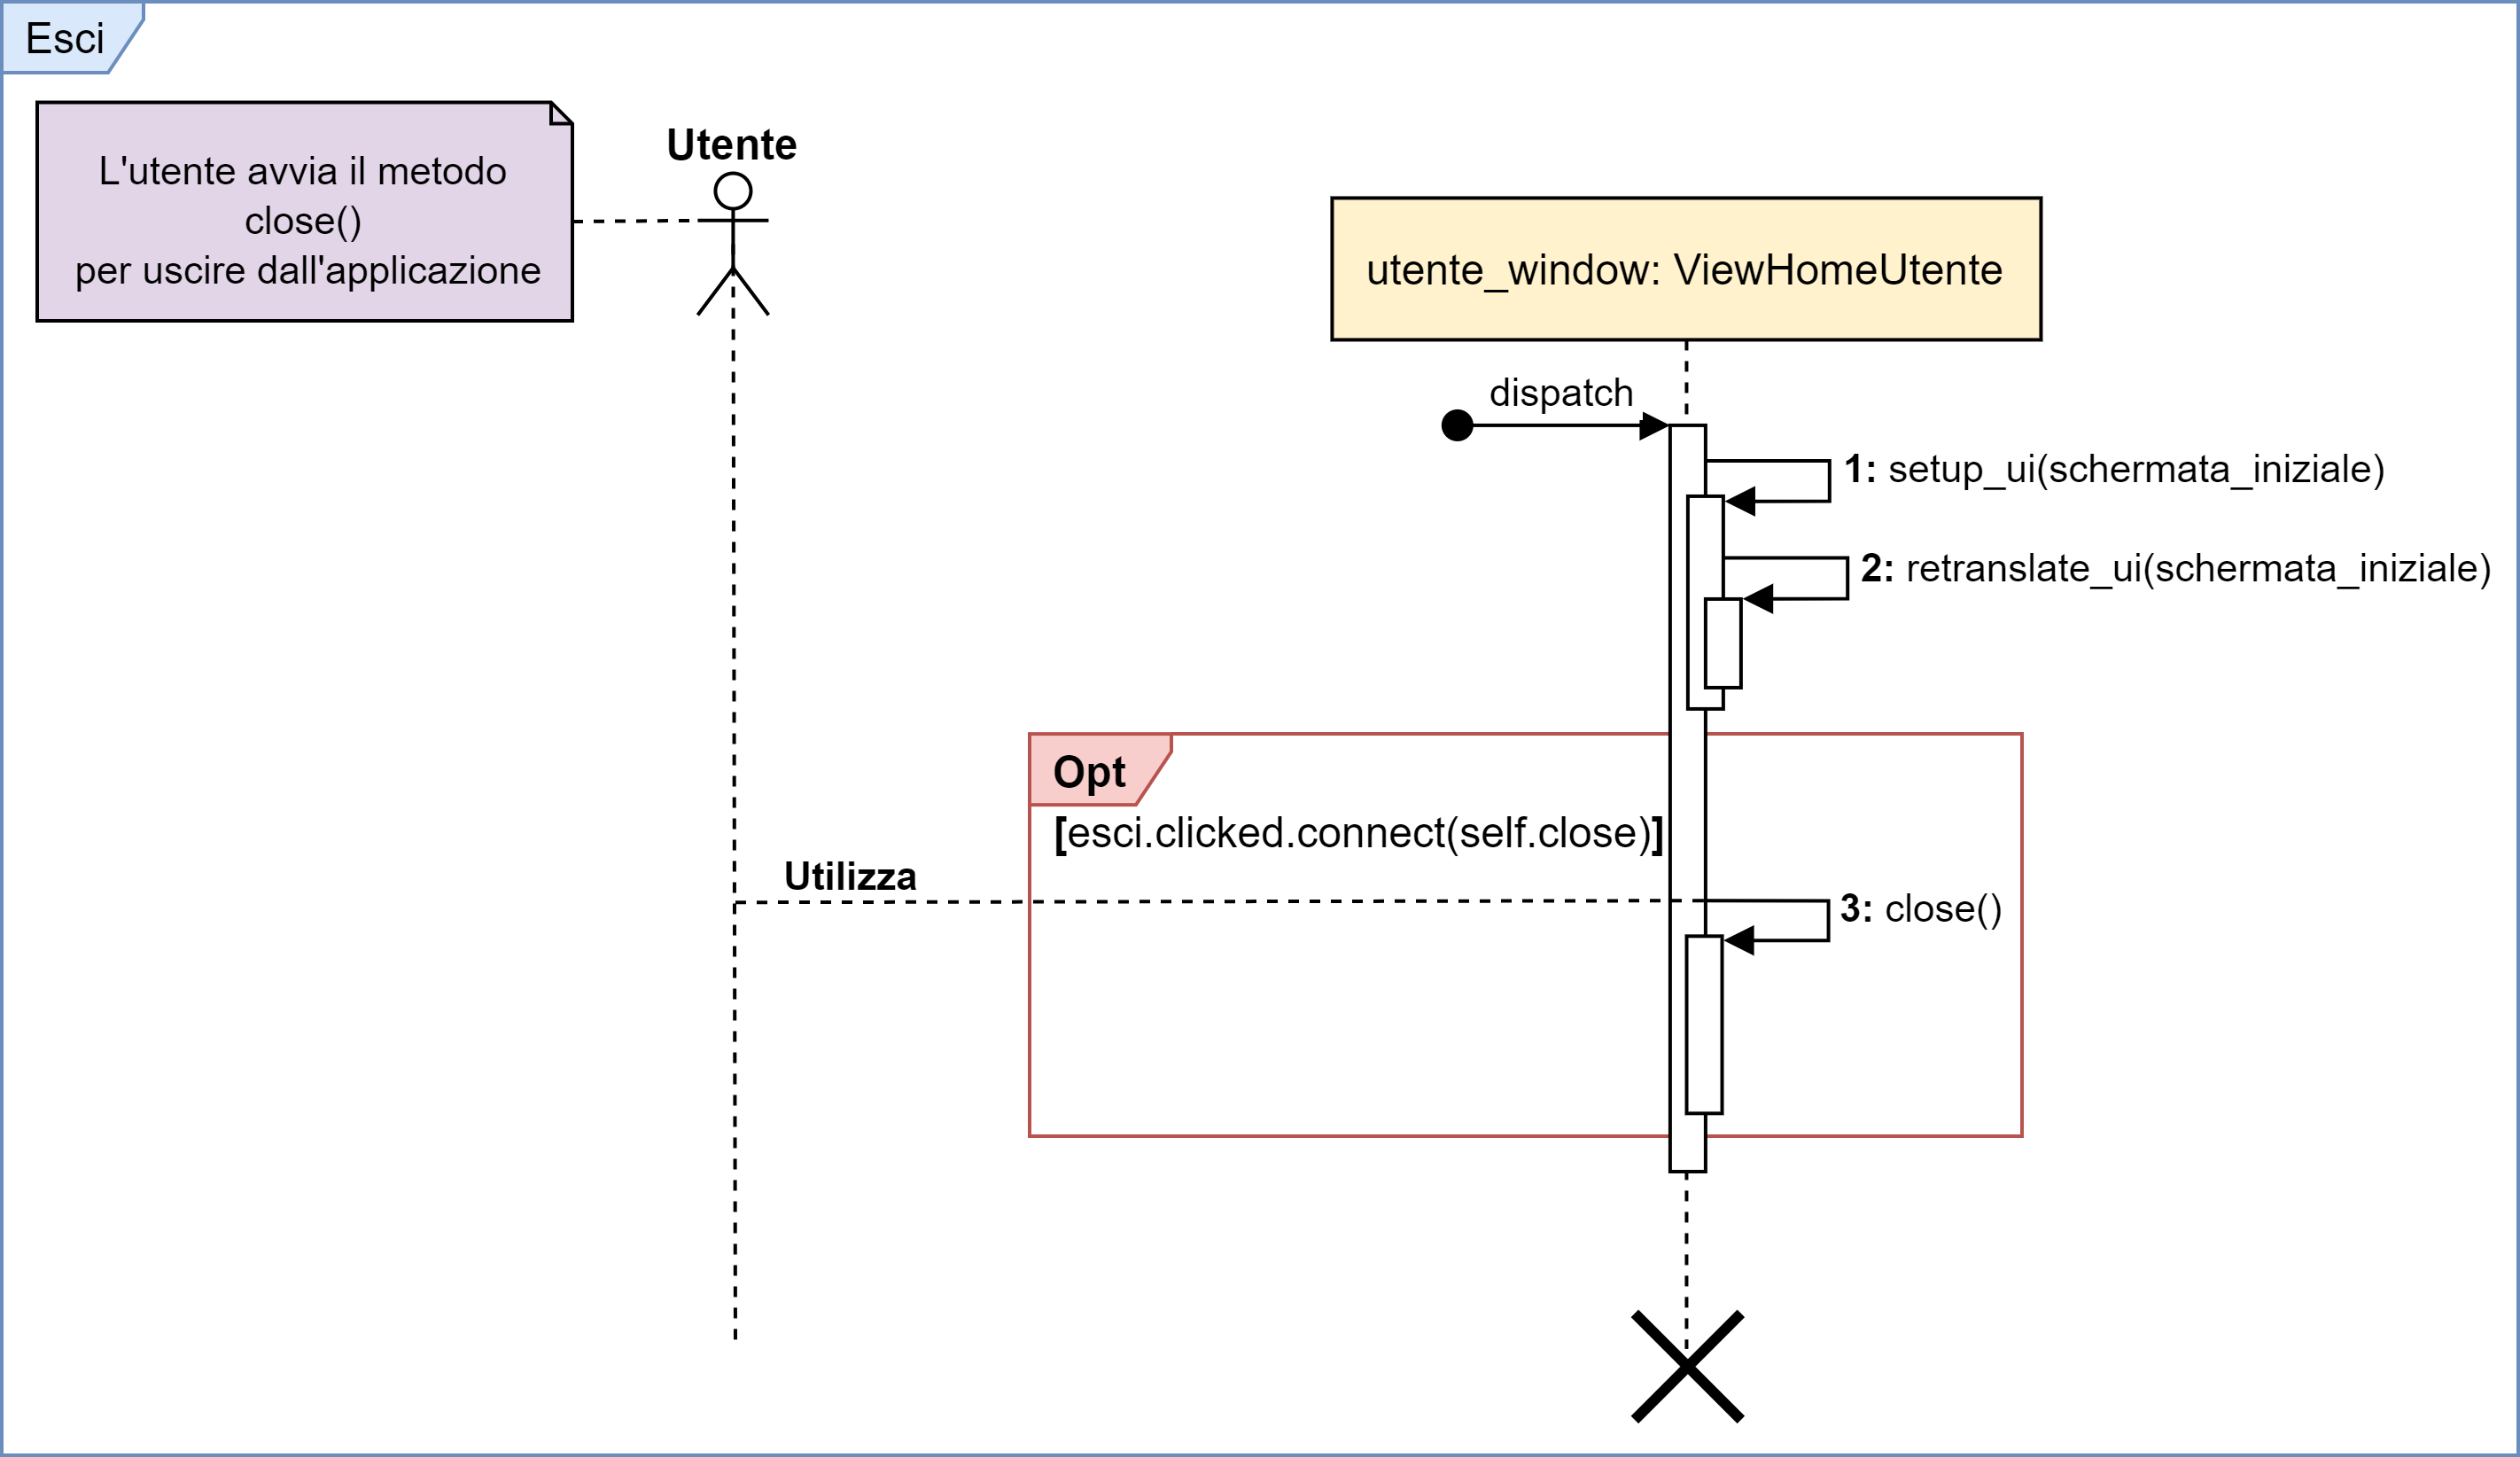 Esci
L'utente avvia il metodo
close()
per uscire dall'applicazione
Utente
utente_window: ViewHomeUtente
dispatch
1: setup_ui(schermata_iniziale)
2: retranslate_ui(schermata_iniziale)
Opt
[esci.clicked.connect(self.close)]
Utilizza
3: close()